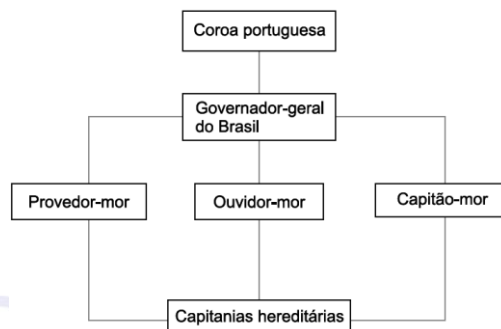 Coroa portuguesa
Governador-geral
do Brasil
Provedor-mor
Ouvidor-mor
Capitão-mor
Capitanias hereditárias